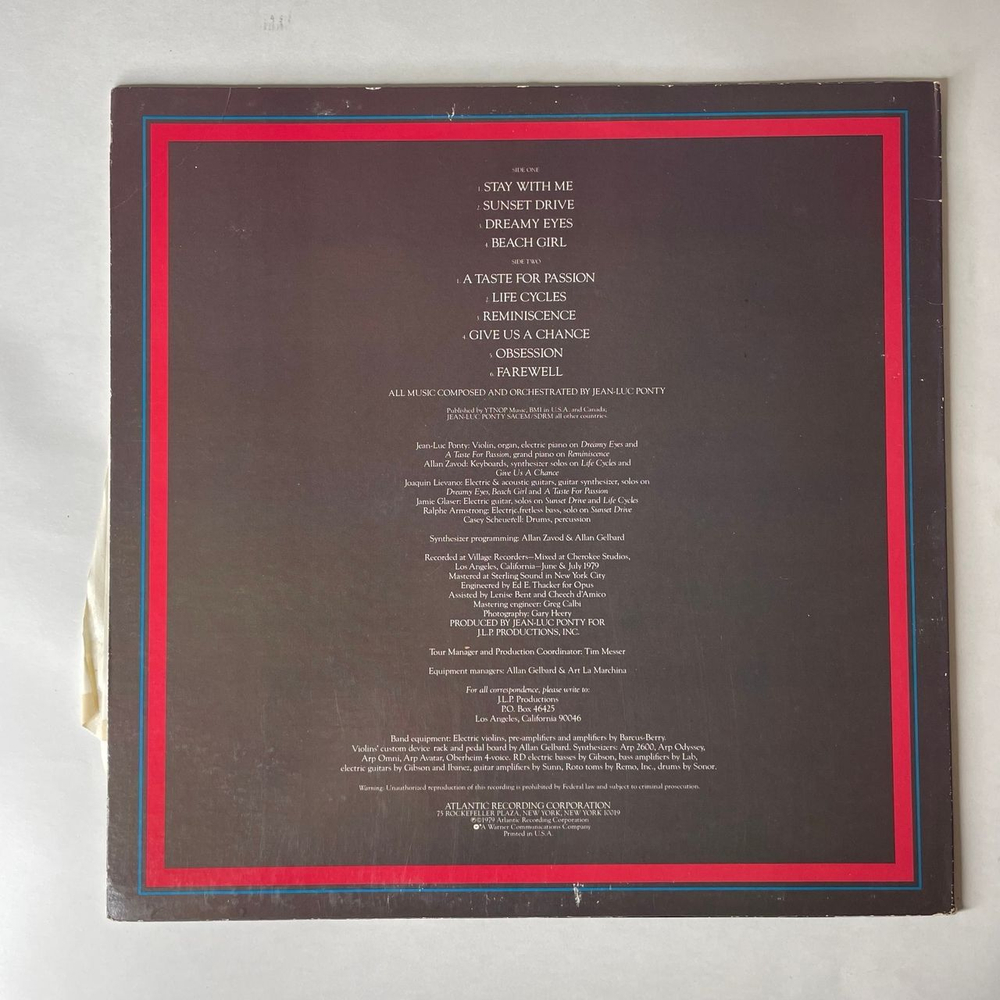 SIDE ONE
1. STAY WITH ME
2. SUNSET DRIVE
3. DREAMY EYES
4. BEACH GIRL
SIDE TWO
1. A TASTE FOR PASSION
2. LIFE CYCLES
3. REMINISCENCE
4. GIVE US A CHANCE
5. OBSESSION
6. FAREWELL
ALL MUSIC COMPOSED AND ORCHESTRATED BY JEAN-LUC PONTY
Published by YTNOP Music, BMI in U.S.A. and Canada;
JEAN-LUC PONTY SACEM/SDRM all other countries.
Jean-Luc Ponty: Violin, organ, electric piano on Dreamy Eyes and
A Taste For Passion, grand piano on Reminiscence
Allan Zavod: Keyboards, synthesizer solos on Life Cycles and
Give Us A Chance
Joaquin Lievano: Electric & acoustic guitars, guitar synthesizer, solos on
Dreamy Eyes, Beach Girl and A Taste For Passion
Jamie Glaser: Electric guitar, solos on Sunset Drive and Life Cycles
Ralphe Armstrong: Electric,fretless bass, solo on Sunset Drive
Casey Scheuerell: Drums, percussion
Synthesizer programming: Allan Zavod & Allan Gelbard
Recorded at Village Recorders—Mixed at Cherokee Studios,
Los Angeles, California—June & July 1979
Mastered at Sterling Sound in New York City
Engineered by Ed E. Thacker for Opus
Assisted by Lenise Bent and Cheech d'Amico
Mastering engineer: Greg Calbi
Photography: Gary Heery
PRODUCED BY JEAN-LUC PONTY FOR
J.L.P. PRODUCTIONS, INC.
Tour Manager and Production Coordinator: Tim Messer
Equipment managers: Allan Gelbard & Art La Marchina
For all correspondence, please write to:
J.L.P. Productions
P.O. Box 46425
Los Angeles, California 90046
Band equipment: Electric violins, pre-amplifiers and amplifiers by Barcus-Berry.
Violins' custom device rack and pedal board by Allan Gelbard. Synthesizers: Arp 2600, Arp Odyssey,
Arp Omni, Arp Avatar, Oberheim 4-voice. RD electric basses by Gibson, bass amplifiers by Lab,
electric guitars by Gibson and Ibanez, guitar amplifiers by Sunn, Roto toms by Remo, Inc., drums by Sonor.
Warning: Unauthorized reproduction of this recording is prohibited by Federal law and subject to criminal prosecution.
ATLANTIC RECORDING CORPORATION
75 ROCKEFELLER PLAZA, NEW YORK, NEW YORK 10019
℗©1979 Atlantic Recording Corporation
A Warner Communications Company
Printed in U.S.A.